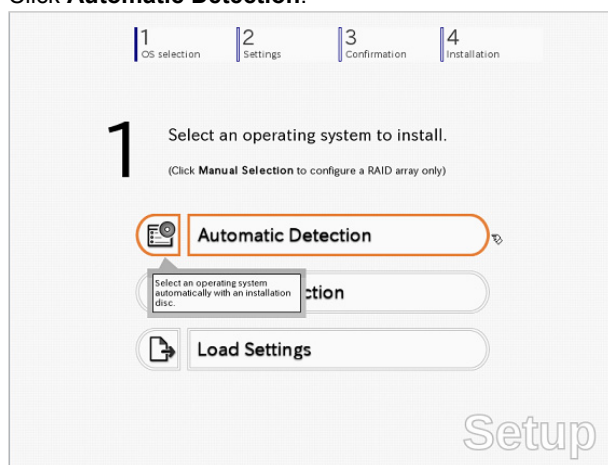 Click Automatic Detection.
1
OS selection
2
Settings
3
Confirmation
4
Installation
1
Select an operating system to install.
(Click Manual Selection to configure a RAID array only)
Automatic Detection
Select an operating system
automatically with an installation
disc.
ction
Load Settings
Setup